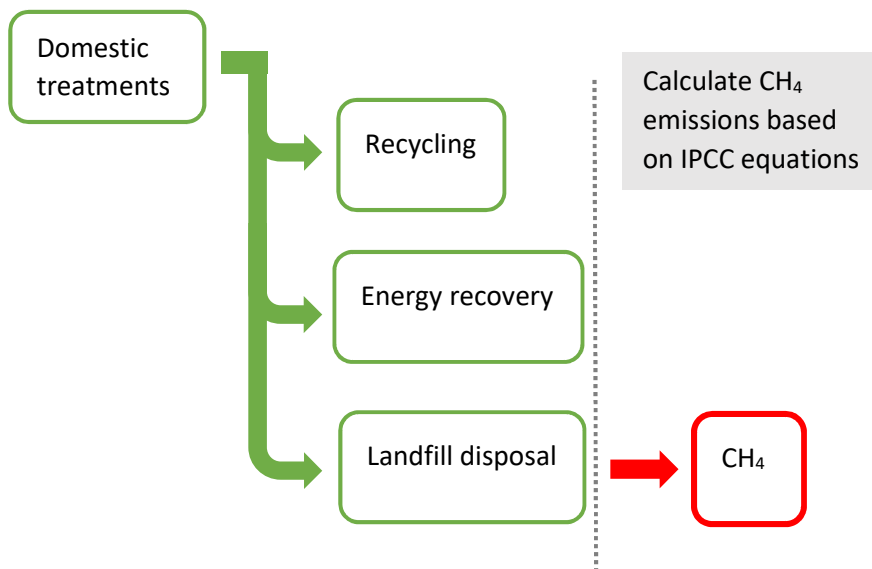 Domestic
treatments
Calculate CH₄
emissions based
on IPCC equations
Recycling
Energy recovery
Landfill disposal
CH₄